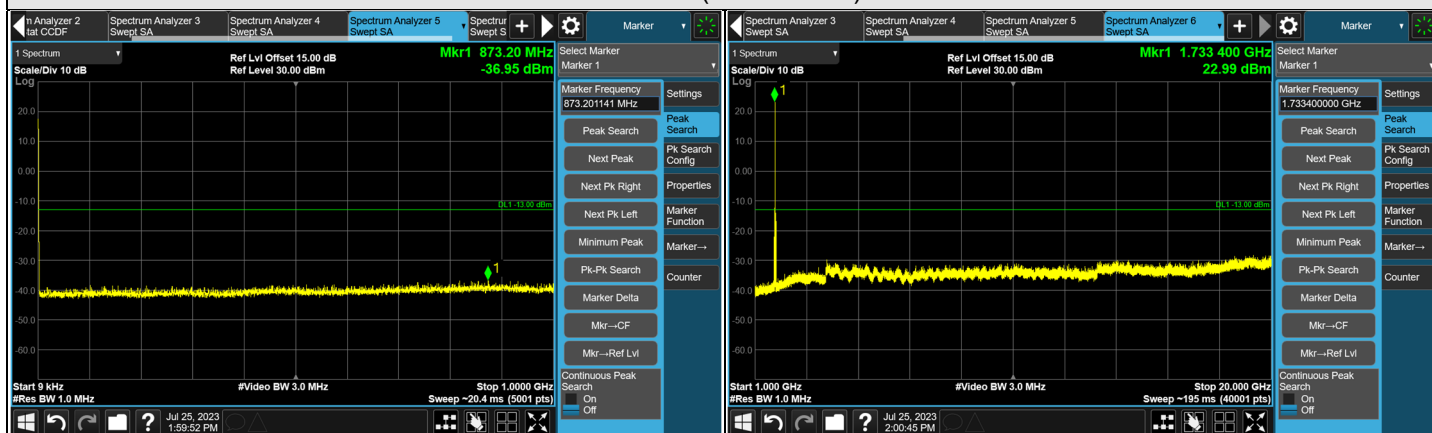 n Analyzer 2
tat CCDF
Spectrum Analyzer 3
Swept SA
Spectrum Analyzer 4
Swept SA
Spectrum Analyzer 5
Swept SA
Spectrur
Swept S
Marker
1 Spectrum
Scale/Div 10 dB
Log
Ref Lvl Offset 15.00 dB
Ref Level 30.00 dBm
Mkr1 873.20 MHz
-36.95 dBm
20.0
10.0
0.00
-10.0
-20.0
-30.0
-40.0
-50.0
-60.0
DL1 -13.00 dBm
1
Start 9 kHz
#Res BW 1.0 MHz
#Video BW 3.0 MHz
Stop 1.0000 GHz
Sweep ~20.4 ms (5001 pts)
Select Marker
Marker 1
Marker Frequency
873.201141 MHz
Peak Search
Next Peak
Next Pk Right
Next Pk Left
Minimum Peak
Pk-Pk Search
Marker Delta
Mkr→CF
Mkr→Ref Lvl
Continuous Peak
Search
On
Off
Settings
Peak
Search
Pk Search
Config
Properties
Marker
Function
Marker→
Counter
?
Jul 25, 2023
1:59:52 PM
Spectrum Analyzer 3
Swept SA
Spectrum Analyzer 4
Swept SA
Spectrum Analyzer 5
Swept SA
Spectrum Analyzer 6
Swept SA
Marker
1 Spectrum
Scale/Div 10 dB
Log
Ref Lvl Offset 15.00 dB
Ref Level 30.00 dBm
Mkr1 1.733 400 GHz
22.99 dBm
1
20.0
10.0
0.00
-10.0
-20.0
-30.0
-40.0
-50.0
-60.0
DL1 -13.00 dBm
Start 1.000 GHz
#Res BW 1.0 MHz
#Video BW 3.0 MHz
Stop 20.000 GHz
Sweep ~195 ms (40001 pts)
Select Marker
Marker 1
Marker Frequency
1.733400000 GHz
Peak Search
Next Peak
Next Pk Right
Next Pk Left
Minimum Peak
Pk-Pk Search
Marker Delta
Mkr→CF
Mkr→Ref Lvl
Continuous Peak
Search
On
Off
Settings
Peak
Search
Pk Search
Config
Properties
Marker
Function
Marker→
Counter
?
Jul 25, 2023
2:00:45 PM